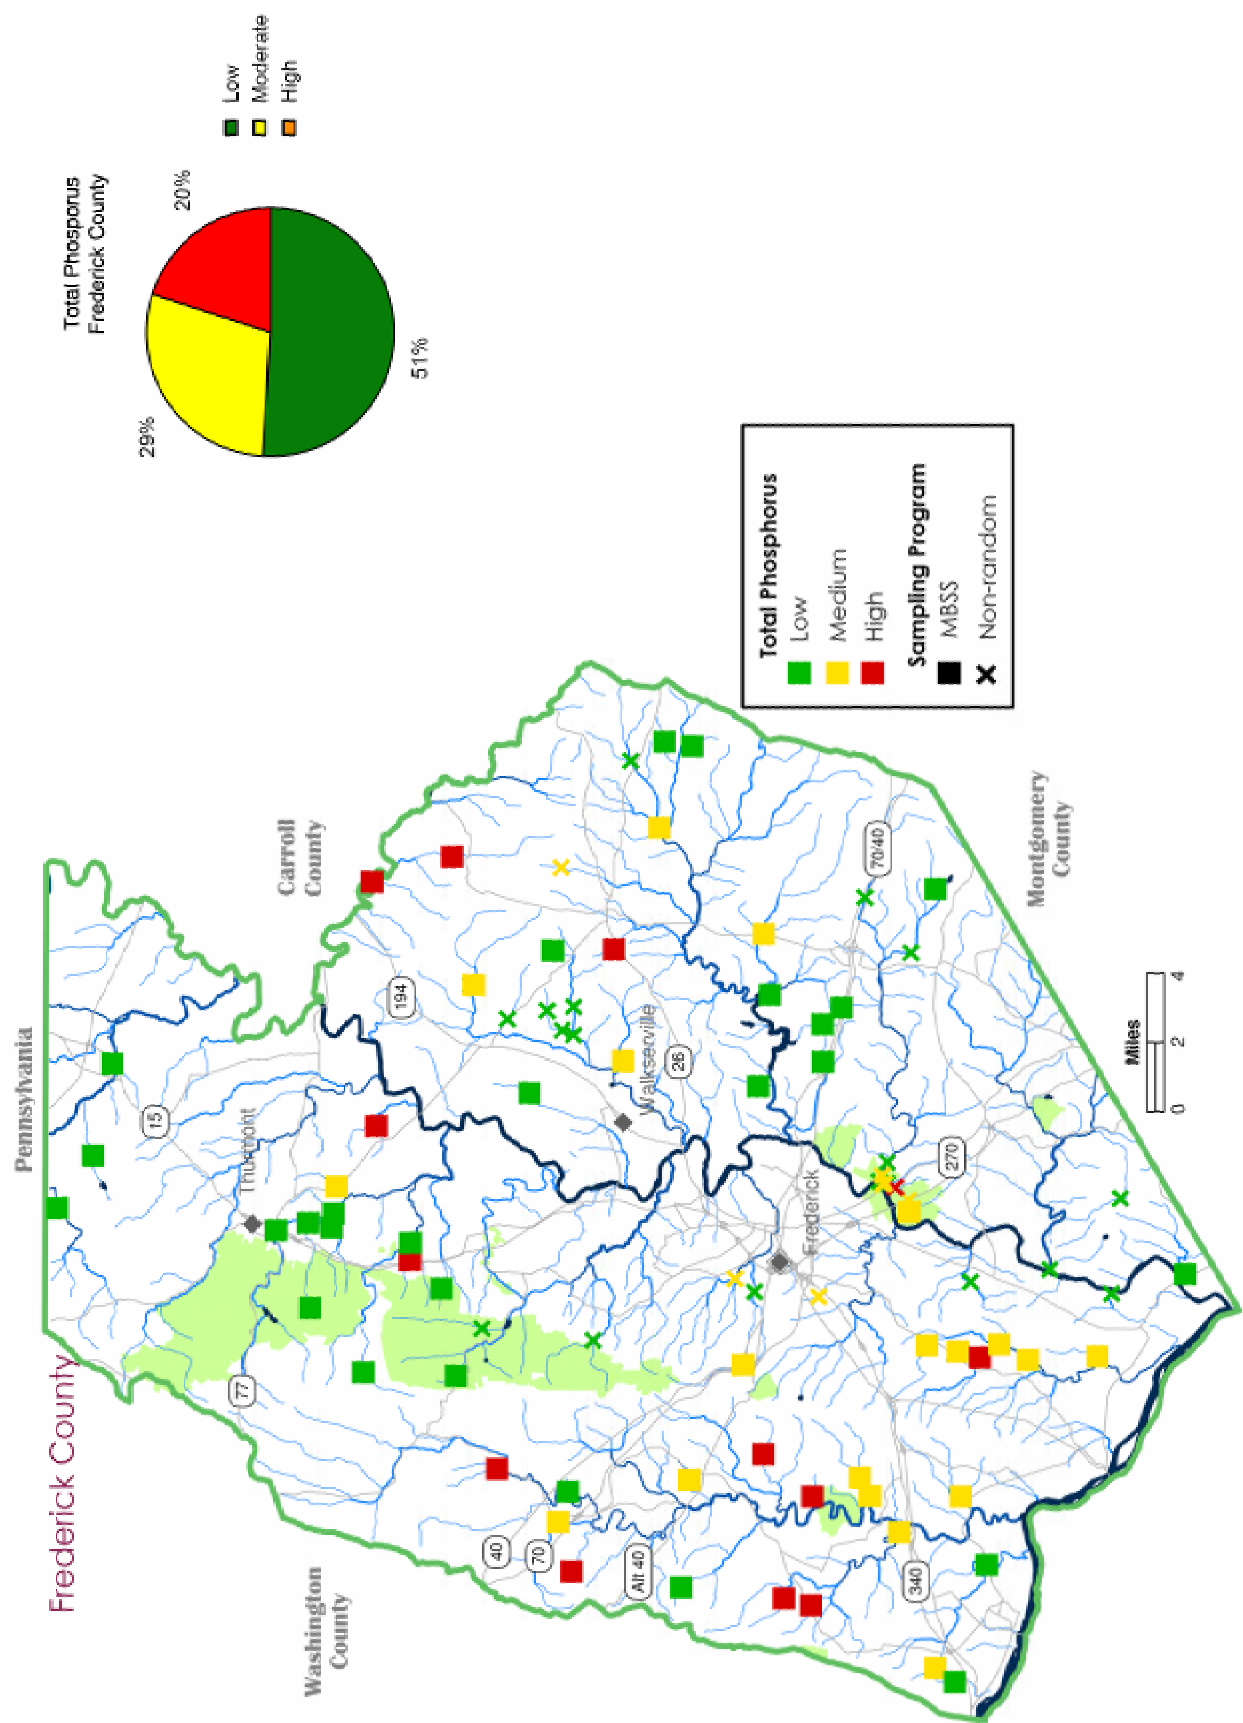 Frederick County
Total Phosporus
Frederick County
29%
20%
51%
Low
Moderate
High
Pennsylvania
Carroll
County
Washington
County
Montgomery
County
15
77
194
Thurmont
40
70
Alt 40
26
Walkserville
70/40
Frederick
270
340
Total Phosphorus
Low
Medium
High
Sampling Program
MBSS
Non-random
Miles
0
2
4